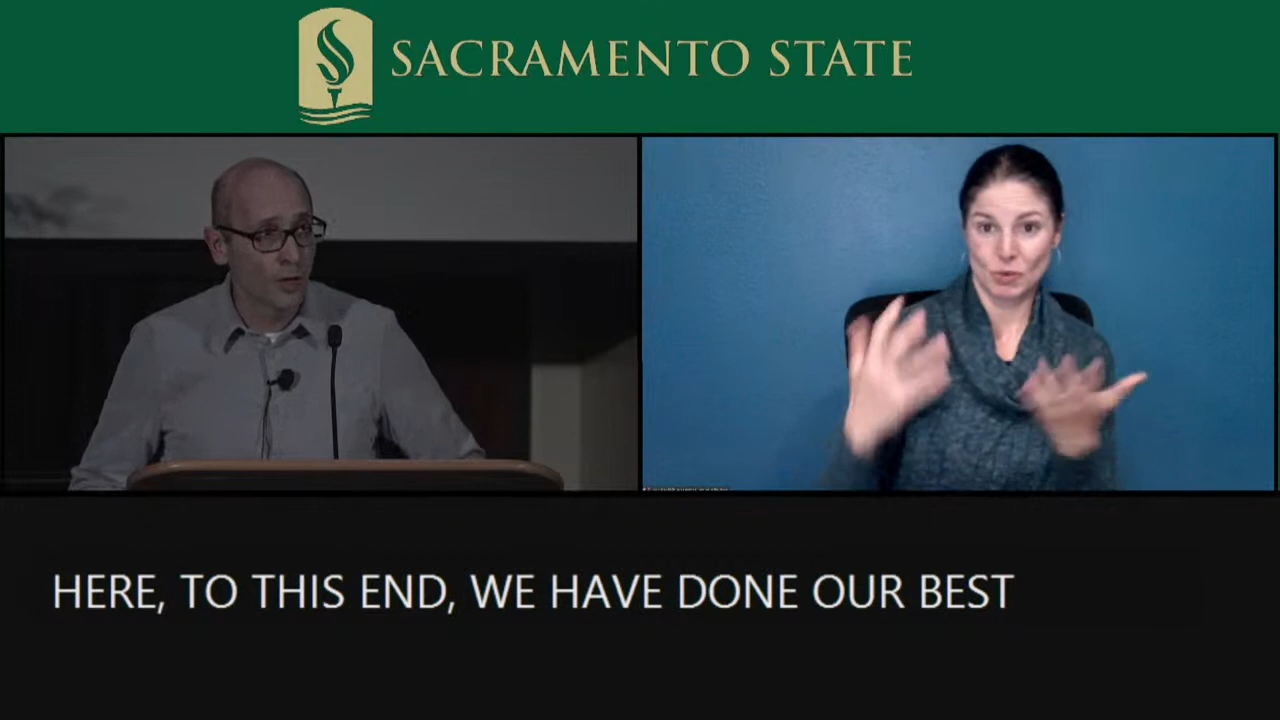 SACRAMENTO STATE
HERE, TO THIS END, WE HAVE DONE OUR BEST